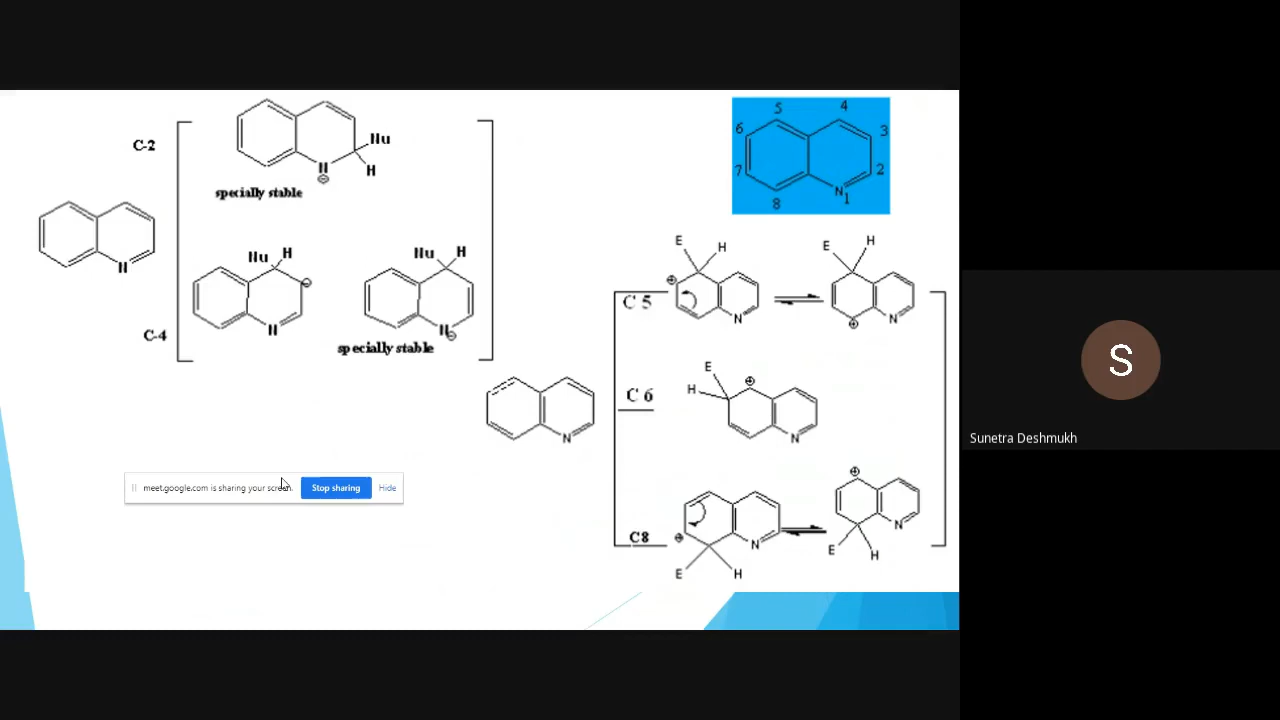 C-2
Nu
H
N
⊖
specially stable
N
Nu H
⊖
N
Nu H
N
⊖
C-4
specially stable
5
4
6
3
7
2
8
N
1
E
H
⊕
C 5
N
E
H
N
⊕
C 6
E
H
⊕
N
N
C8
⊕
N
E
H
⊕
N
E
H
meet.google.com is sharing your screen.
Stop sharing
Hide
S
Sunetra Deshmukh